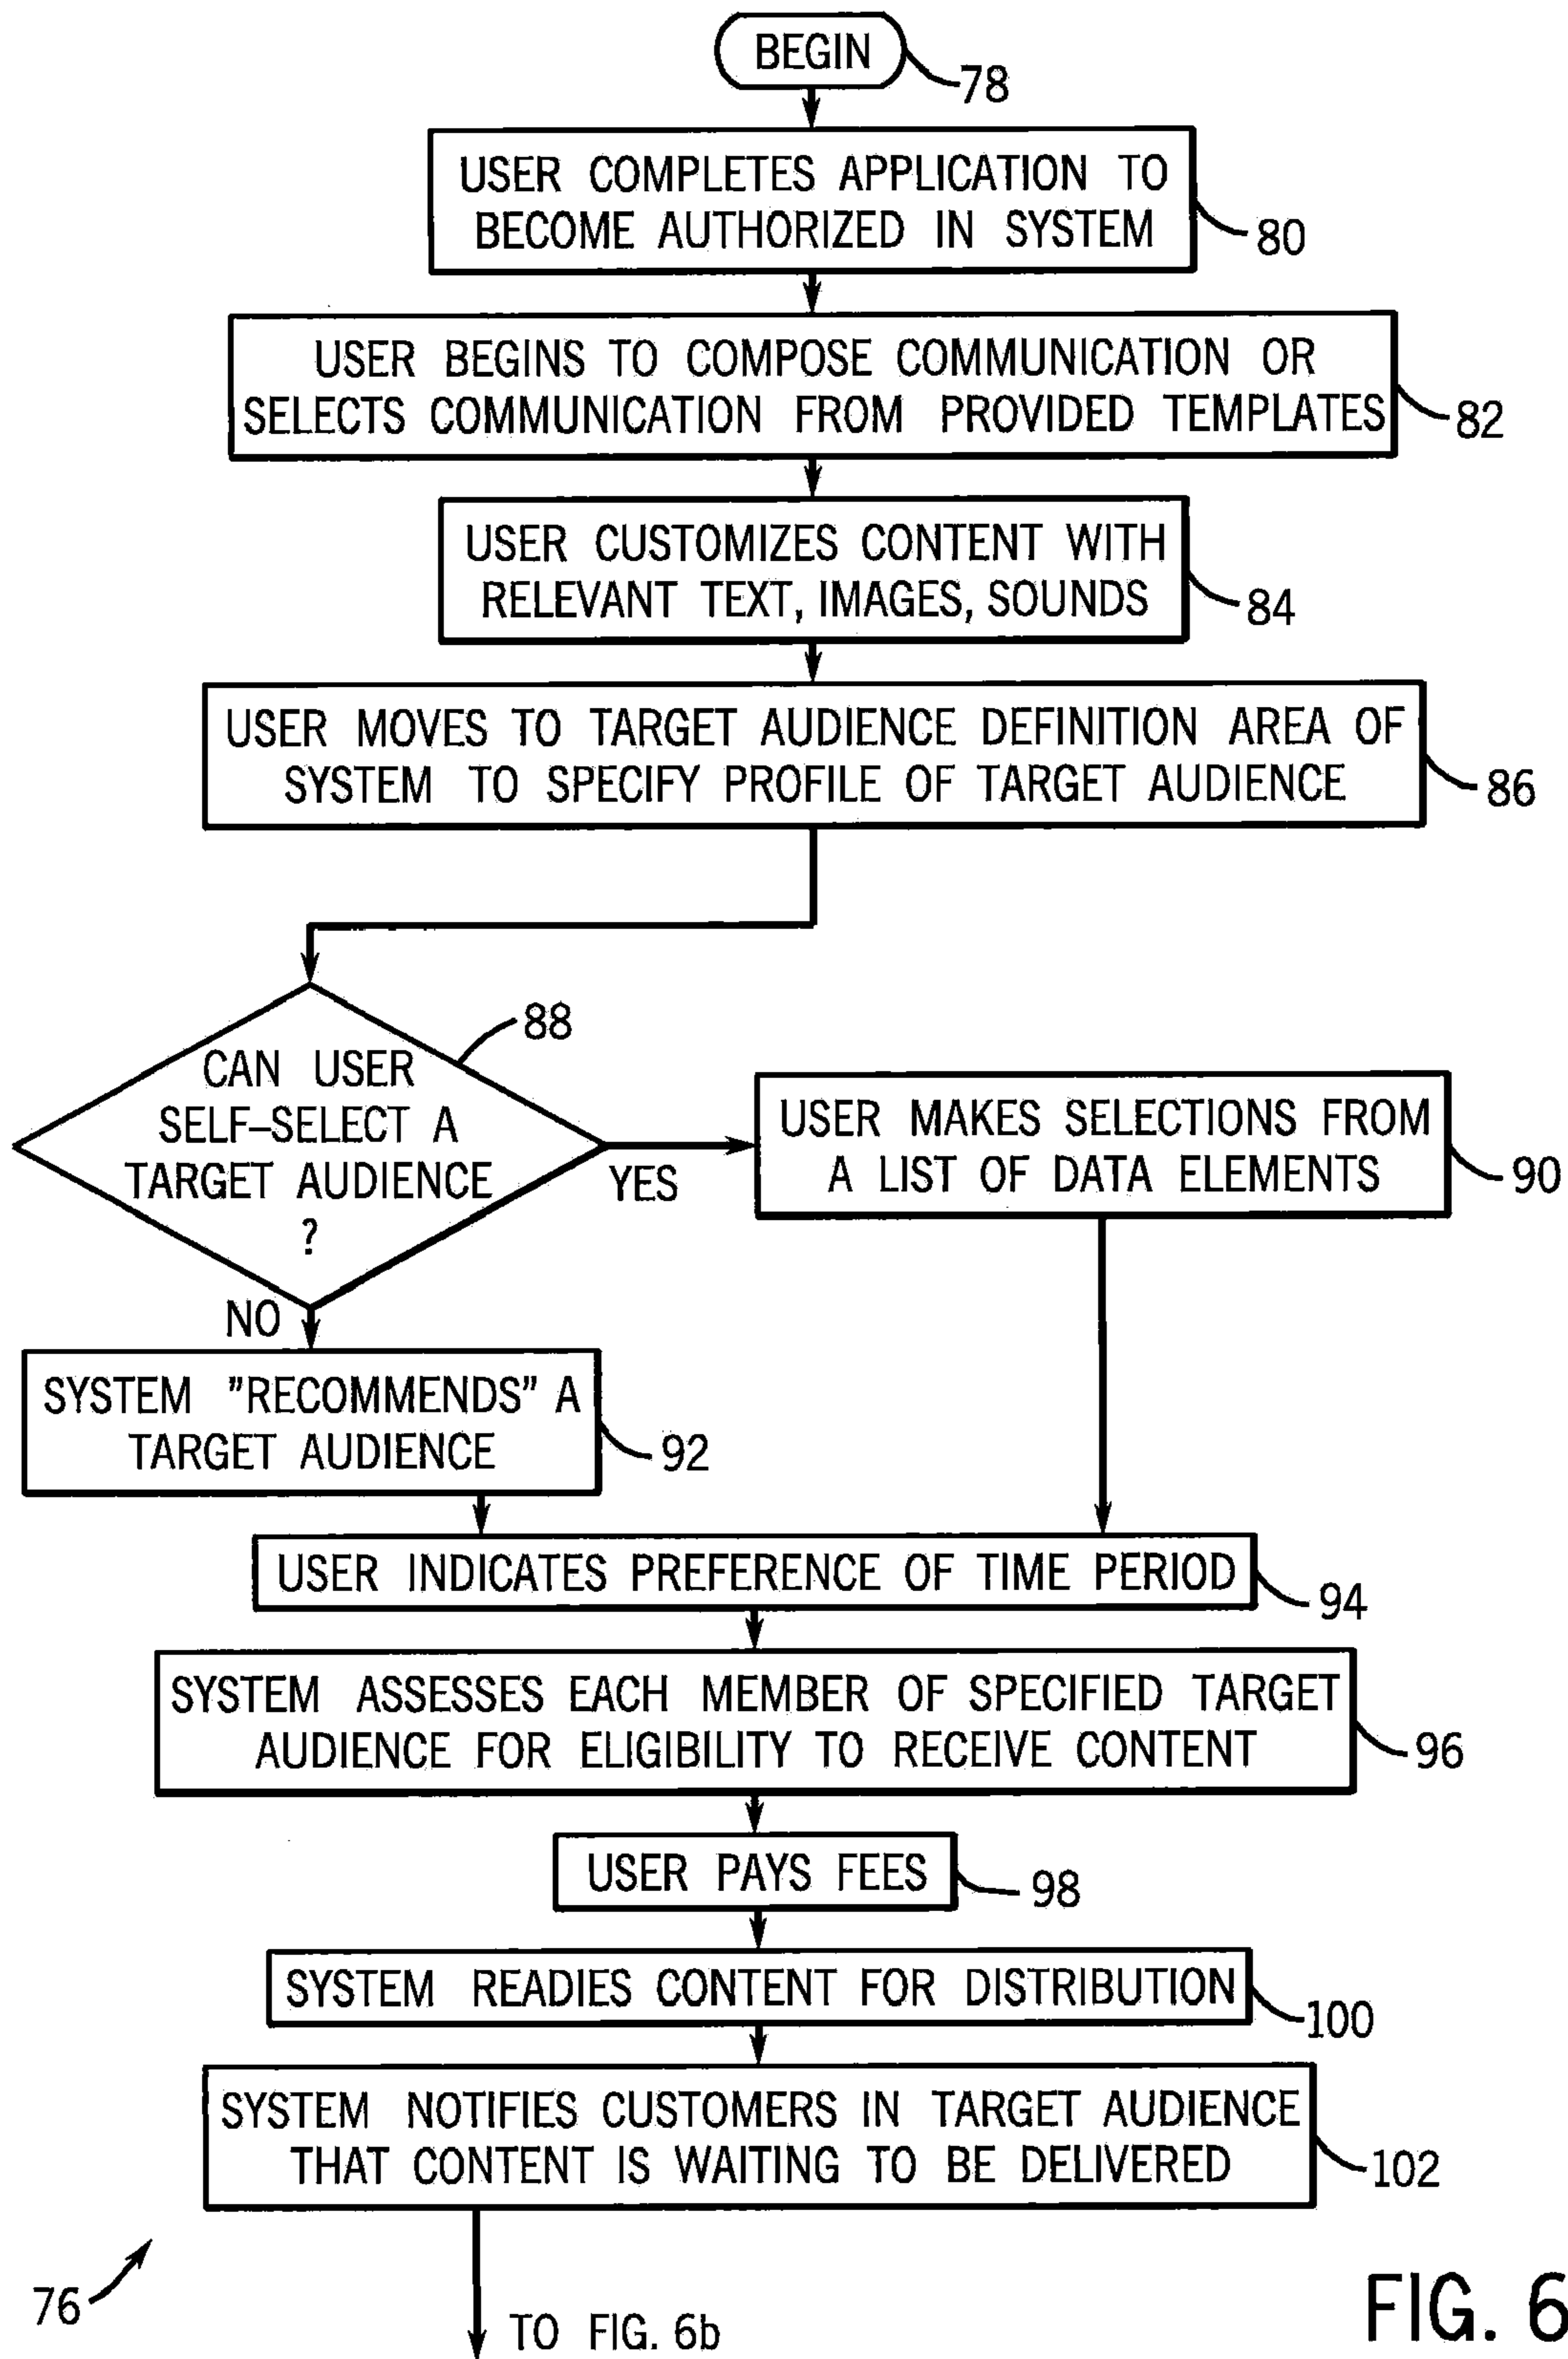 BEGIN
78
USER COMPLETES APPLICATION TO
BECOME AUTHORIZED IN SYSTEM
80
USER BEGINS TO COMPOSE COMMUNICATION OR
SELECTS COMMUNICATION FROM PROVIDED TEMPLATES
82
USER CUSTOMIZES CONTENT WITH
RELEVANT TEXT, IMAGES, SOUNDS
84
USER MOVES TO TARGET AUDIENCE DEFINITION AREA OF
SYSTEM TO SPECIFY PROFILE OF TARGET AUDIENCE
86
88
CAN USER
SELF–SELECT A
TARGET AUDIENCE
?
YES
USER MAKES SELECTIONS FROM
A LIST OF DATA ELEMENTS
90
NO
SYSTEM "RECOMMENDS" A
TARGET AUDIENCE
92
USER INDICATES PREFERENCE OF TIME PERIOD
94
SYSTEM ASSESSES EACH MEMBER OF SPECIFIED TARGET
AUDIENCE FOR ELIGIBILITY TO RECEIVE CONTENT
96
USER PAYS FEES
98
SYSTEM READIES CONTENT FOR DISTRIBUTION
100
SYSTEM NOTIFIES CUSTOMERS IN TARGET AUDIENCE
THAT CONTENT IS WAITING TO BE DELIVERED
102
76
TO FIG. 6b
FIG. 6